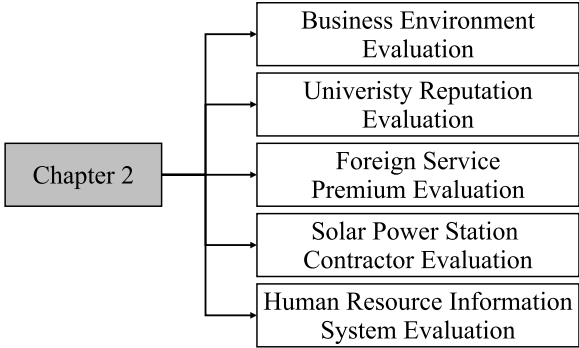 Chapter 2
Business Environment
Evaluation
Univeristy Reputation
Evaluation
Foreign Service
Premium Evaluation
Solar Power Station
Contractor Evaluation
Human Resource Information
System Evaluation